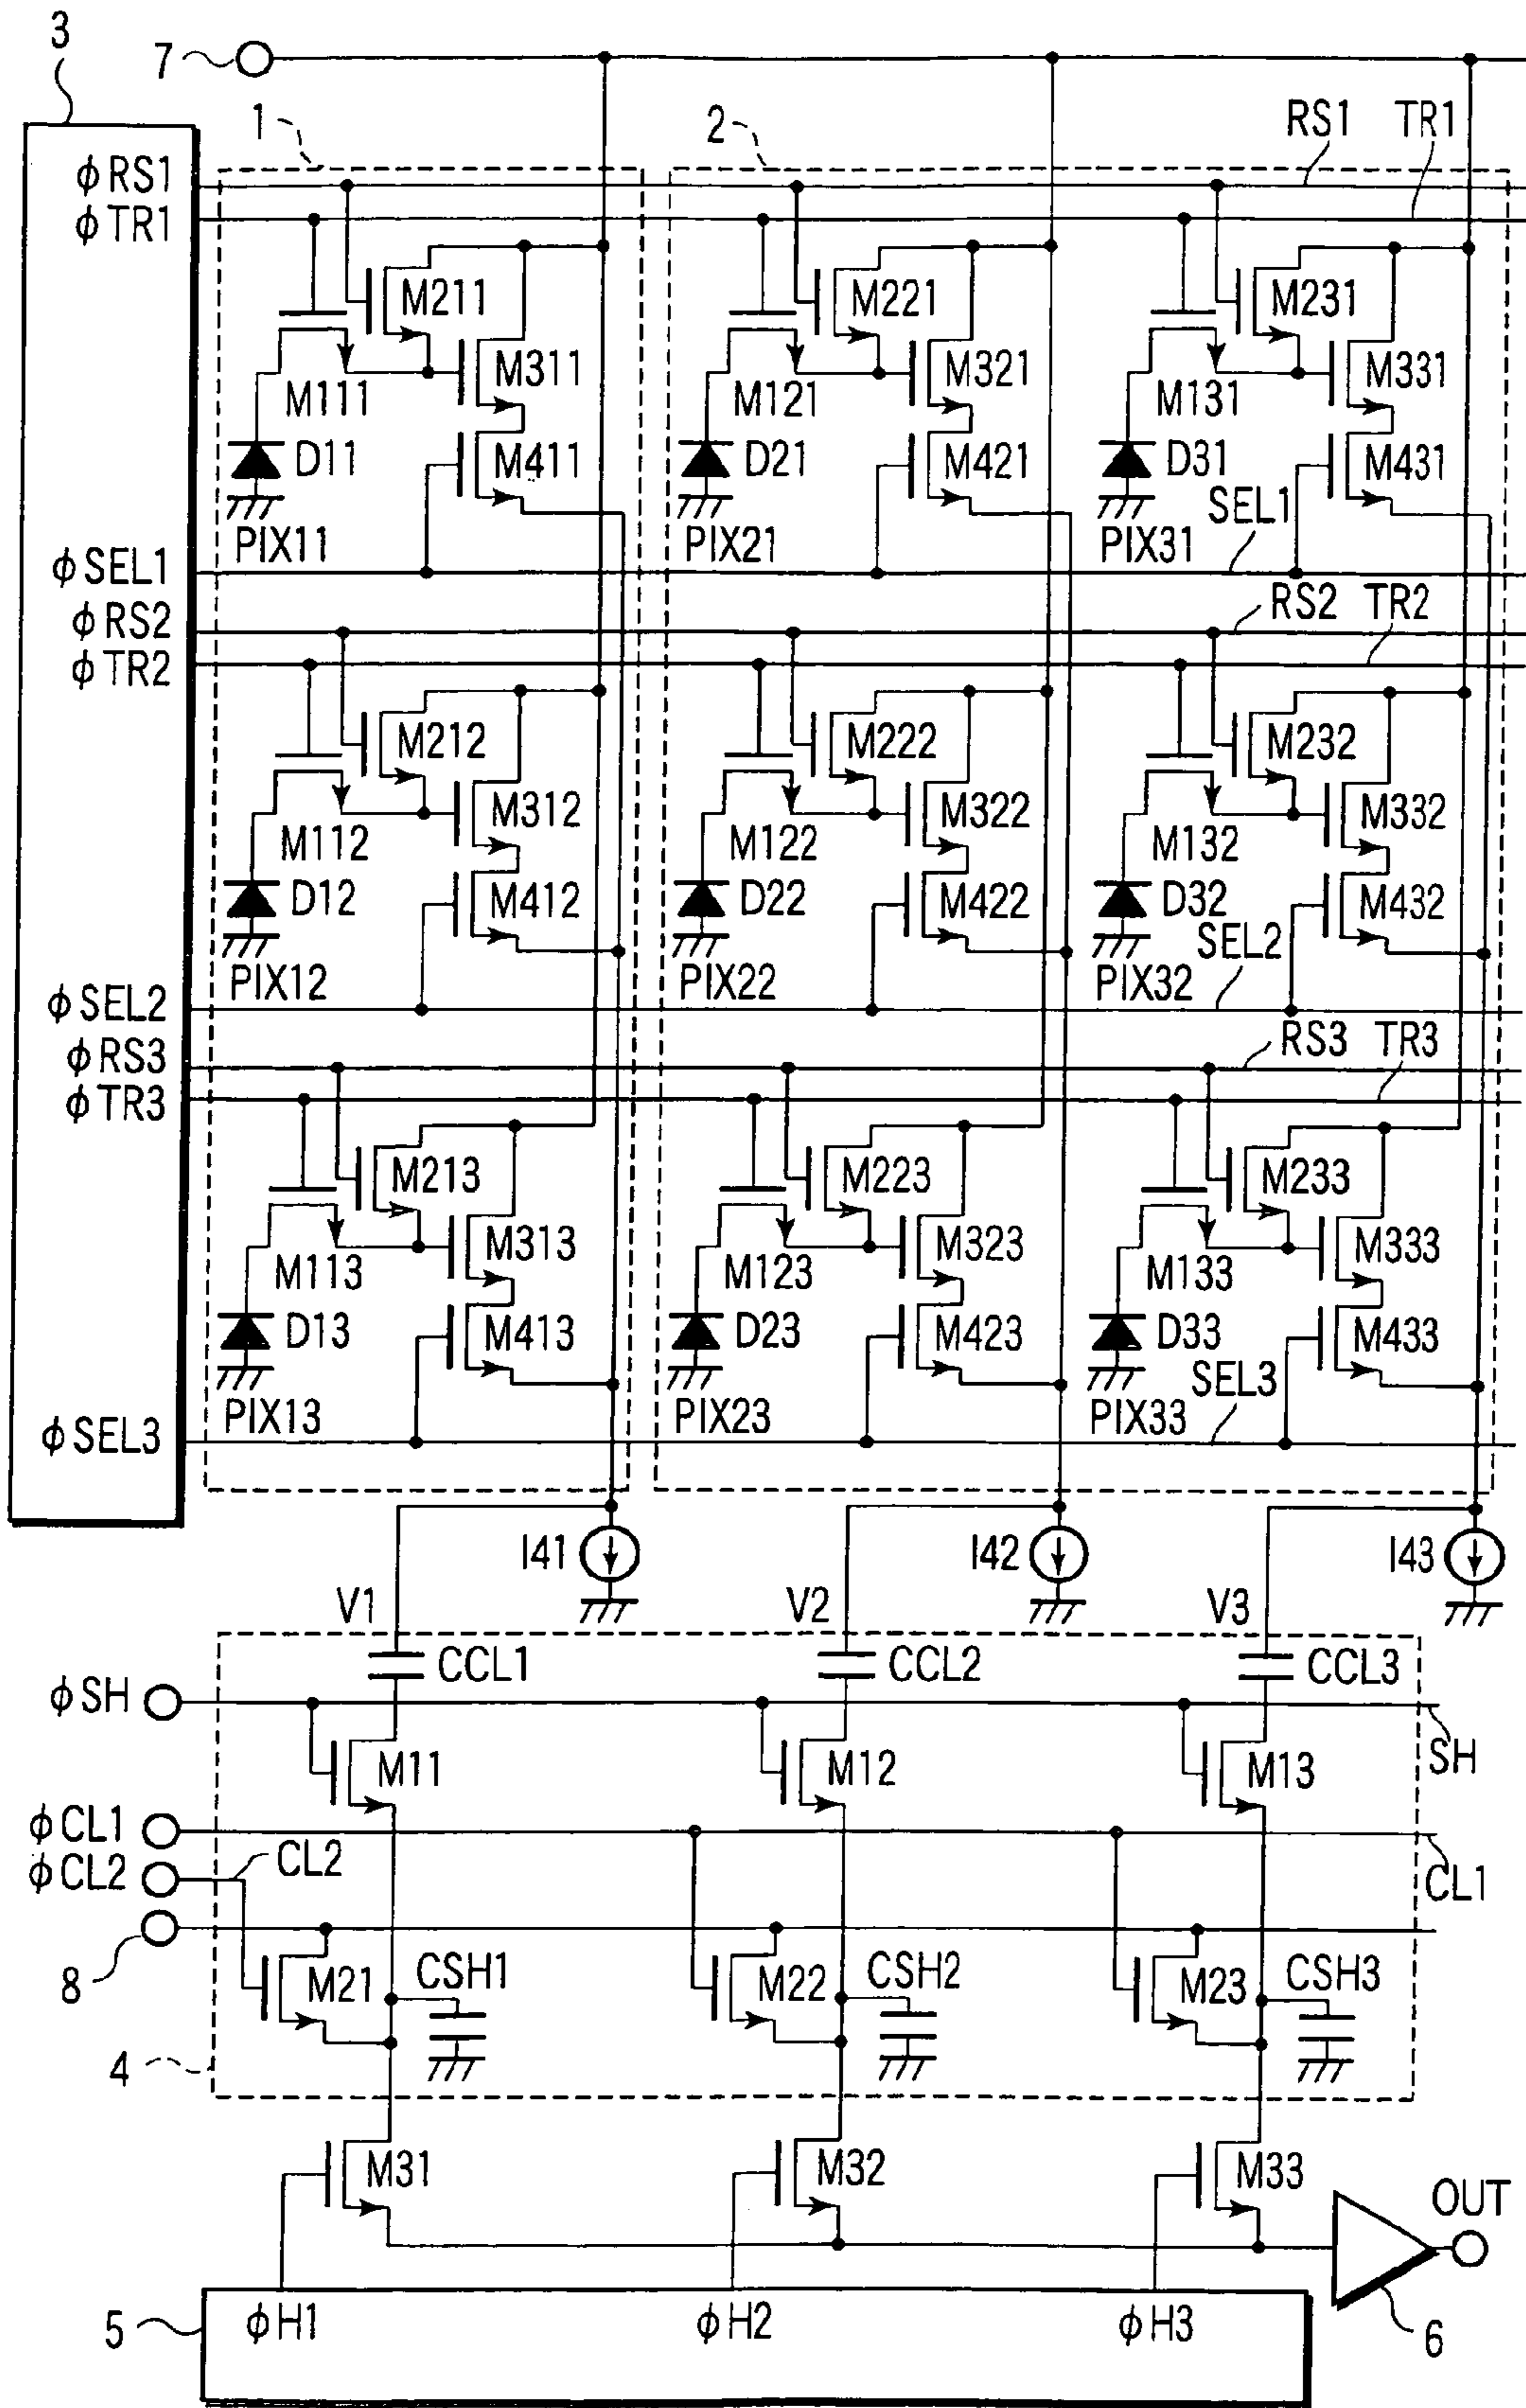 3
7
1
2
RS1 TR1
φRS1
φTR1
M211 M221 M231
M311 M321 M331
M111 M121 M131
D11 M411 D21 M421 D31 M431
SEL1
PIX11 PIX21 PIX31
φSEL1
φRS2 RS2 TR2
φTR2
M212 M222 M232
M312 M322 M332
M112 M122 M132
D12 M412 D22 M422 D32 M432
SEL2
PIX12 PIX22 PIX32
φSEL2
φRS3 RS3 TR3
φTR3
M213 M223 M233
M313 M323 M333
M113 M123 M133
D13 M413 D23 M423 D33 M433
SEL3
PIX13 PIX23 PIX33
φSEL3
I41 I42 I43
V1 V2 V3
CCL1 CCL2 CCL3
φSH
SH
M11 M12 M13
φCL1
φCL2 CL2 CL1
8
M21 CSH1 M22 CSH2 M23 CSH3
4
M31 M32 M33
OUT
5 φH1 φH2 φH3 6